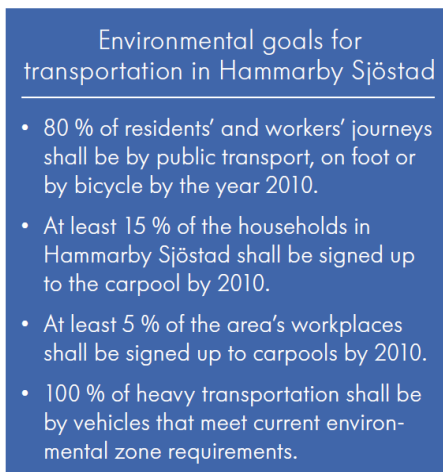 Environmental goals for
transportation in Hammarby Sjöstad
• 80 % of residents' and workers' journeys
shall be by public transport, on foot or
by bicycle by the year 2010.
• At least 15 % of the households in
Hammarby Sjöstad shall be signed up
to the carpool by 2010.
• At least 5 % of the area's workplaces
shall be signed up to carpools by 2010.
• 100 % of heavy transportation shall be
by vehicles that meet current environ-
mental zone requirements.